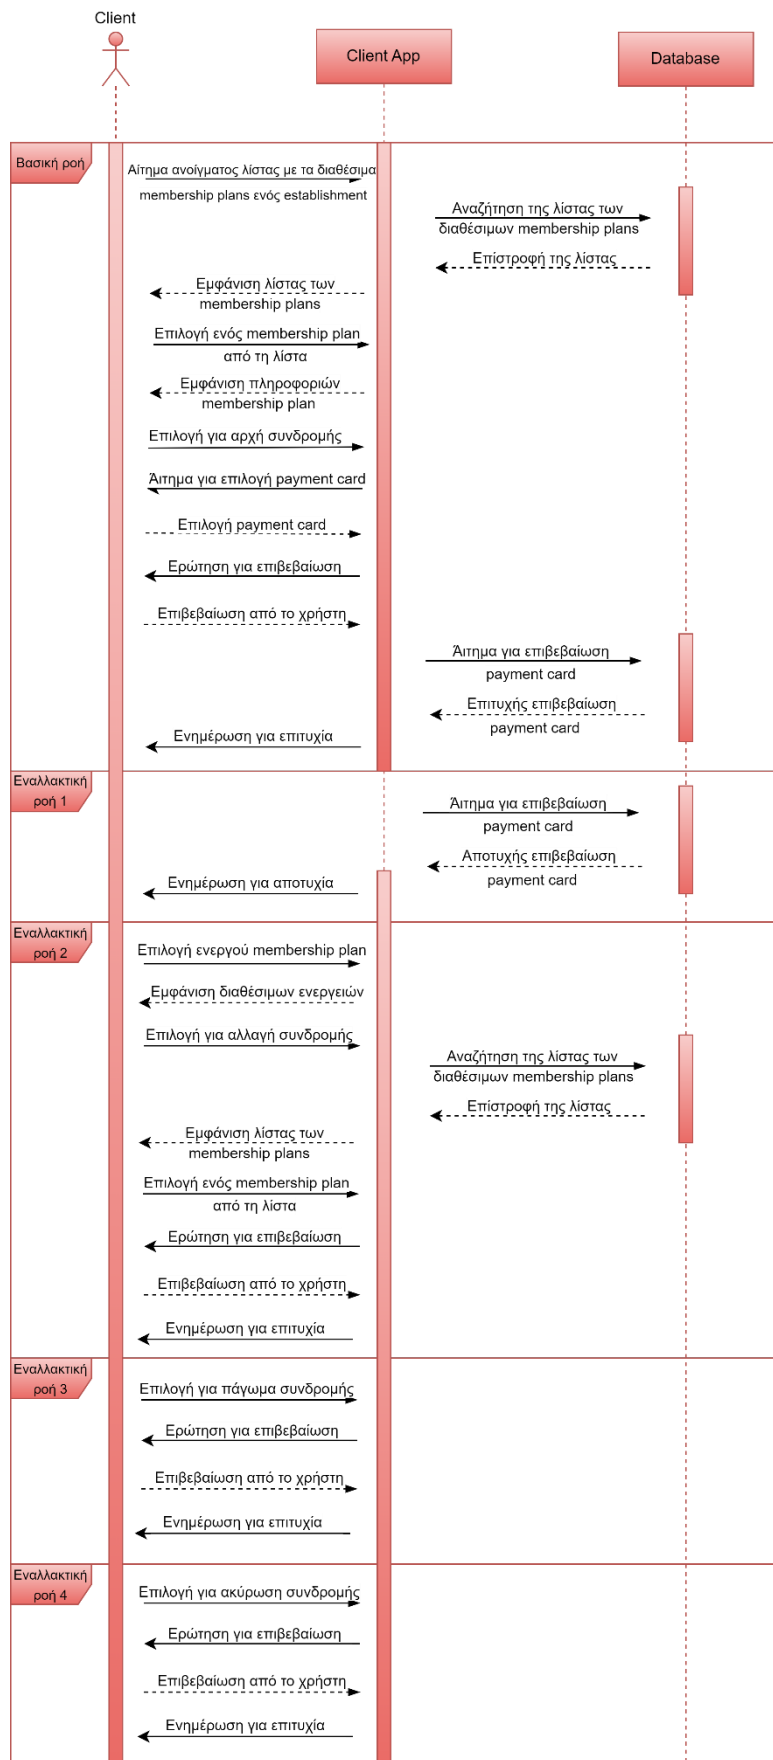 Client
Client App
Database
Βασική ροή
Αίτημα ανοίγματος λίστας με τα διαθέσιμα
membership plans ενός establishment
Αναζήτηση της λίστας των
διαθέσιμων membership plans
Επίστροφή της λίστας
Εμφάνιση λίστας των
membership plans
Επιλογή ενός membership plan
από τη λίστα
Εμφάνιση πληροφοριών
membership plan
Επιλογή για αρχή συνδρομής
Άιτημα για επιλογή payment card
Επιλογή payment card
Ερώτηση για επιβεβαίωση
Επιβεβαίωση από το χρήστη
Άιτημα για επιβεβαίωση
payment card
Επιτυχής επιβεβαίωση
payment card
Ενημέρωση για επιτυχία
Εναλλακτική
ροή 1
Άιτημα για επιβεβαίωση
payment card
Αποτυχής επιβεβαίωση
payment card
Ενημέρωση για αποτυχία
Εναλλακτική
ροή 2
Επιλογή ενεργού membership plan
Εμφάνιση διαθέσιμων ενεργειών
Επιλογή για αλλαγή συνδρομής
Αναζήτηση της λίστας των
διαθέσιμων membership plans
Επίστροφή της λίστας
Εμφάνιση λίστας των
membership plans
Επιλογή ενός membership plan
από τη λίστα
Ερώτηση για επιβεβαίωση
Επιβεβαίωση από το χρήστη
Ενημέρωση για επιτυχία
Εναλλακτική
ροή 3
Επιλογή για πάγωμα συνδρομής
Ερώτηση για επιβεβαίωση
Επιβεβαίωση από το χρήστη
Ενημέρωση για επιτυχία
Εναλλακτική
ροή 4
Επιλογή για ακύρωση συνδρομής
Ερώτηση για επιβεβαίωση
Επιβεβαίωση από το χρήστη
Ενημέρωση για επιτυχία